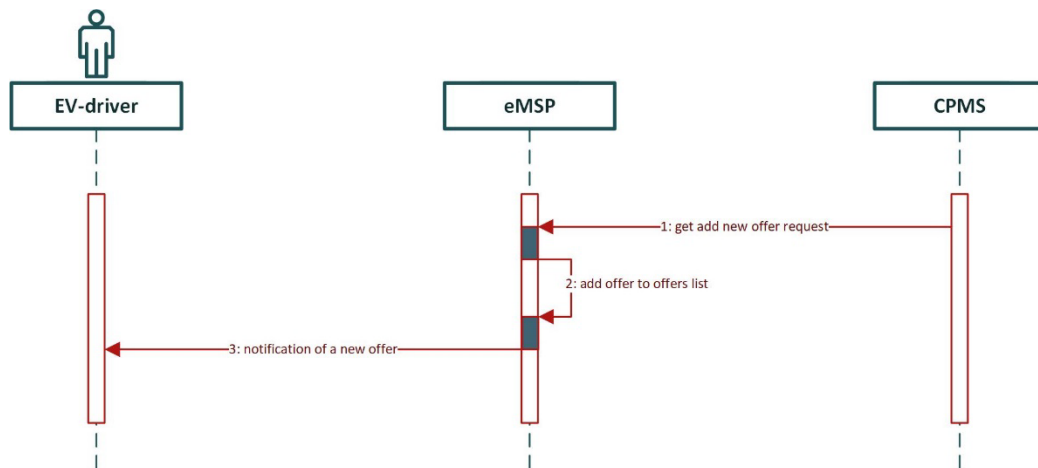 EV-driver
eMSP
CPMS
1: get add new offer request
2: add offer to offers list
3: notification of a new offer